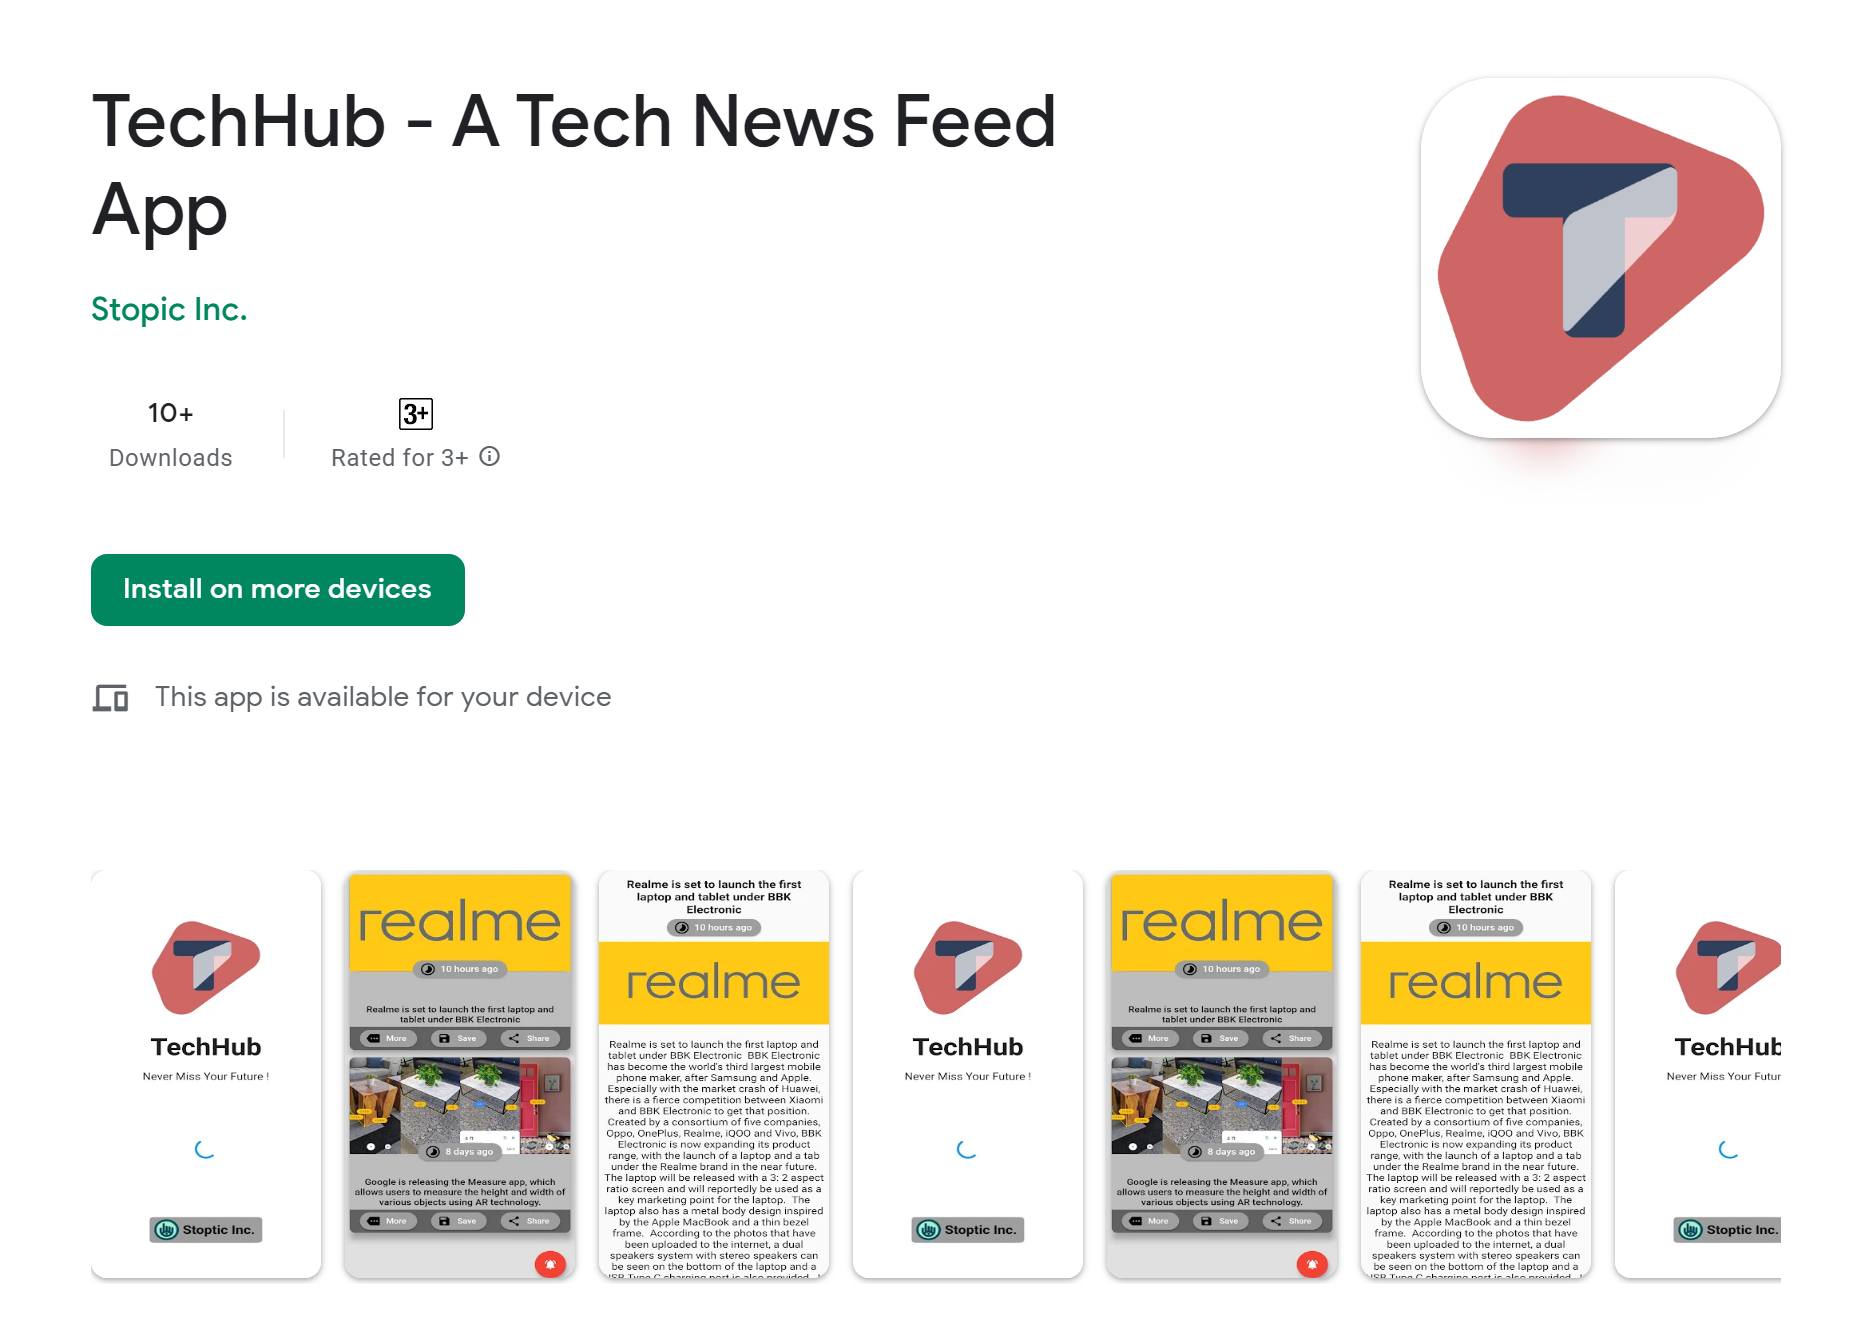 TechHub - A Tech News Feed
App
Stopic Inc.
10+
Downloads
3+
Rated for 3+
Install on more devices
This app is available for your device
TechHub
Never Miss Your Future !
Stoptic Inc.
realme
10 hours ago
Realme is set to launch the first laptop and
tablet under BBK Electronic
More
Save
Share
8 days ago
Google is releasing the Measure app, which
allows users to measure the height and width of
various objects using AR technology.
More
Save
Share
Realme is set to launch the first
laptop and tablet under BBK
Electronic
10 hours ago
realme
Realme is set to launch the first laptop and
tablet under BBK Electronic BBK Electronic
has become the world's third largest mobile
phone maker, after Samsung and Apple.
Especially with the market crash of Huawei,
there is a fierce competition between Xiaomi
and BBK Electronic to get that position.
Created by a consortium of five companies,
Oppo, OnePlus, Realme, iQOO and Vivo, BBK
Electronic is now expanding its product
range, with the launch of a laptop and a tab
under the Realme brand in the near future.
The laptop will be released with a 3: 2 aspect
ratio screen and will reportedly be used as a
key marketing point for the laptop. The
laptop also has a metal body design inspired
by the Apple MacBook and a thin bezel
frame. According to the photos that have
been uploaded to the internet, a dual
speakers system with stereo speakers can
be seen on the bottom of the laptop and a
USB Type C charging port is also provided.
TechHub
Never Miss Your Future !
Stoptic Inc.
realme
10 hours ago
Realme is set to launch the first laptop and
tablet under BBK Electronic
More
Save
Share
8 days ago
Google is releasing the Measure app, which
allows users to measure the height and width of
various objects using AR technology.
More
Save
Share
Realme is set to launch the first
laptop and tablet under BBK
Electronic
10 hours ago
realme
Realme is set to launch the first laptop and
tablet under BBK Electronic BBK Electronic
has become the world's third largest mobile
phone maker, after Samsung and Apple.
Especially with the market crash of Huawei,
there is a fierce competition between Xiaomi
and BBK Electronic to get that position.
Created by a consortium of five companies,
Oppo, OnePlus, Realme, iQOO and Vivo, BBK
Electronic is now expanding its product
range, with the launch of a laptop and a tab
under the Realme brand in the near future.
The laptop will be released with a 3: 2 aspect
ratio screen and will reportedly be used as a
key marketing point for the laptop. The
laptop also has a metal body design inspired
by the Apple MacBook and a thin bezel
frame. According to the photos that have
been uploaded to the internet, a dual
speakers system with stereo speakers can
be seen on the bottom of the laptop and a
USB Type C charging port is also provided.
TechHub
Never Miss Your Futur
Stoptic Inc.